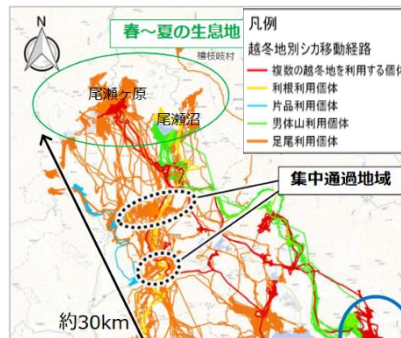 N
春～夏の生息地
檜枝岐村
尾瀬ヶ原
尾瀬沼
凡例
越冬地別シカ移動経路
複数の越冬地を利用する個体
利根利用個体
片品利用個体
男体山利用個体
足尾利用個体
集中通過地域
約30km